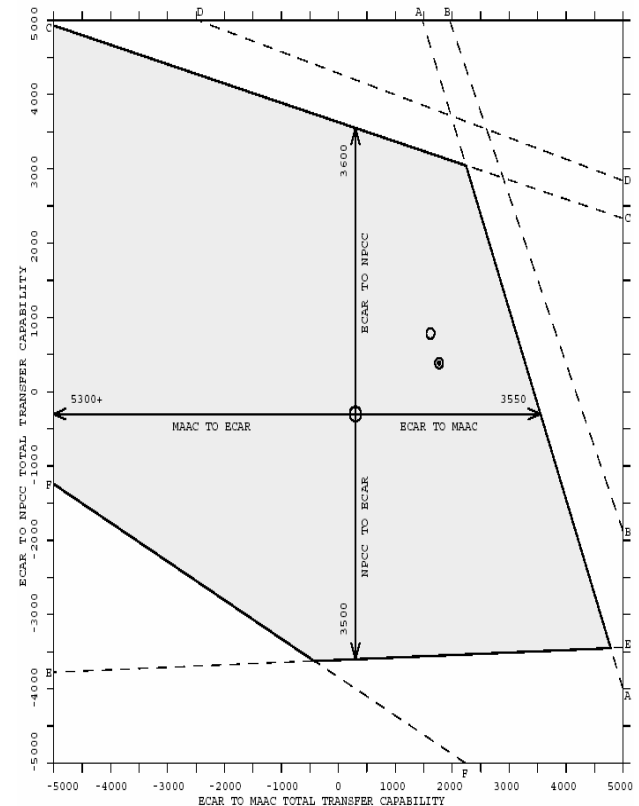 D A B
C
5000
4000
3000
2000
1000
0
-1000
-2000
-3000
-4000
-5000
ECAR TO NPCC TOTAL TRANSFER CAPABILITY
3600
ECAR TO NPCC
D
C
5300+ 3550
MAAC TO ECAR ECAR TO MAAC
F
NPCC TO ECAR
3500
B
E
E
A
F
-5000 -4000 -3000 -2000 -1000 0 1000 2000 3000 4000 5000
ECAR TO MAAC TOTAL TRANSFER CAPABILITY